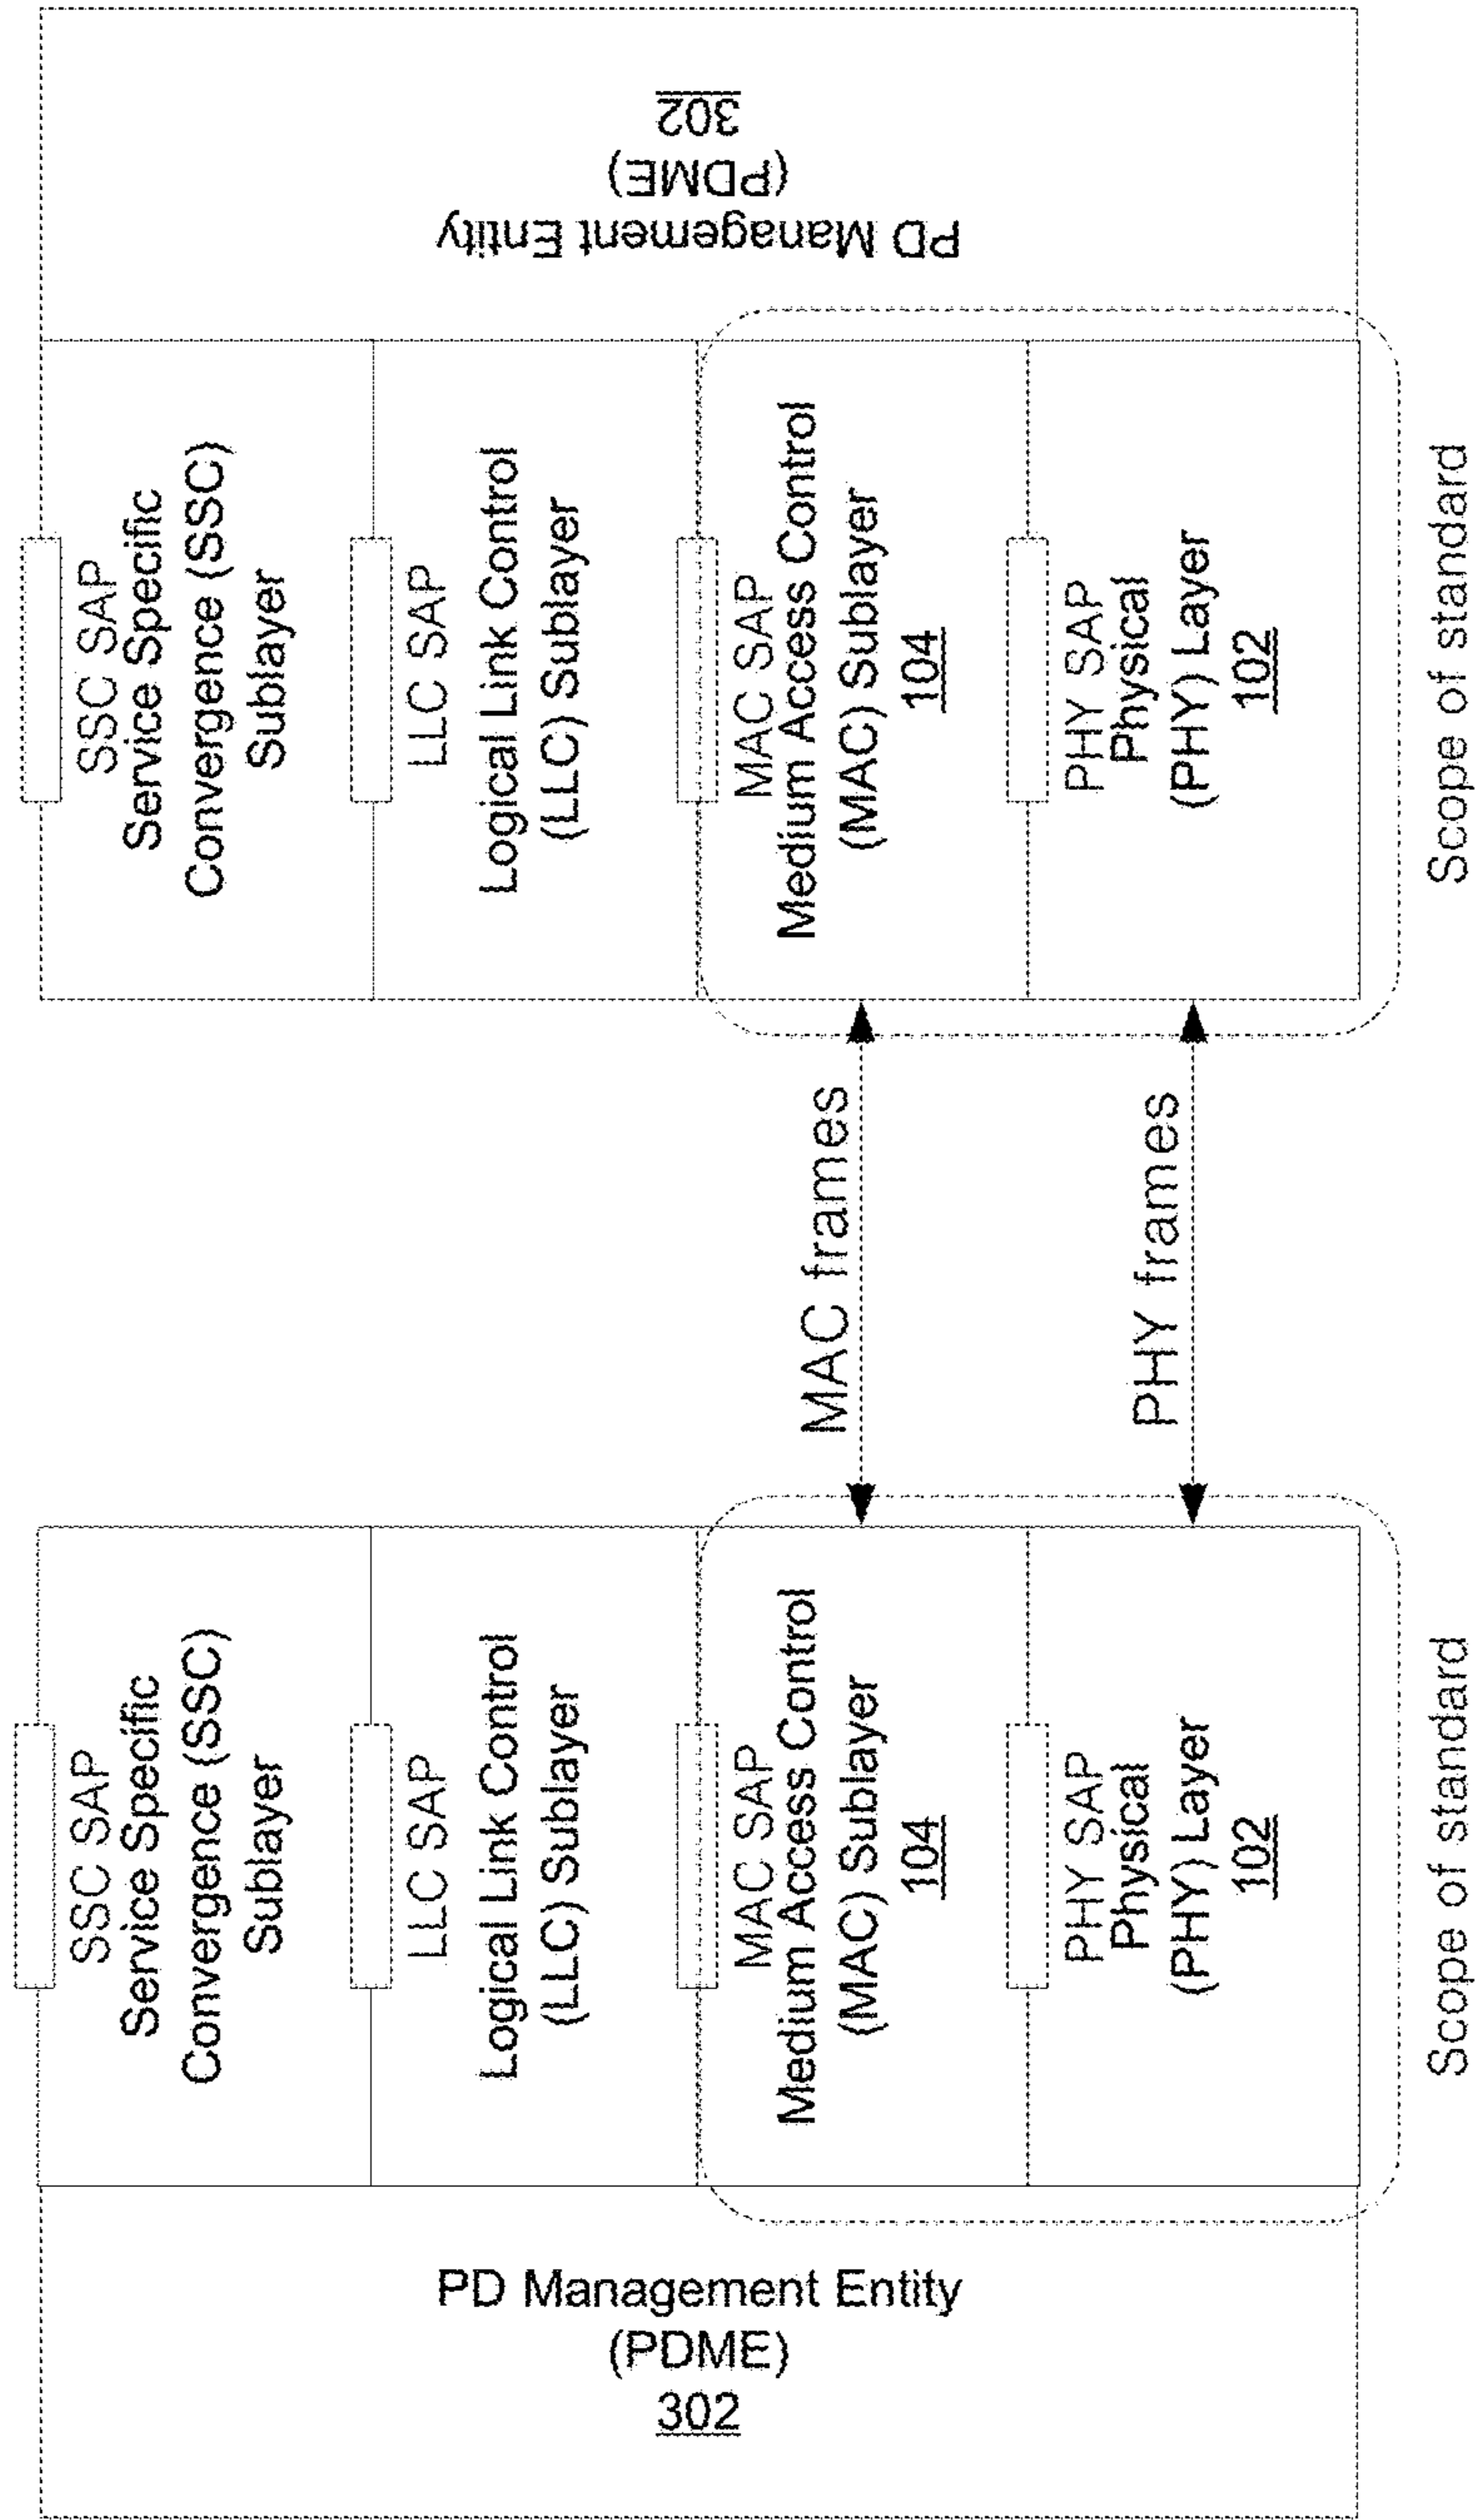 PD Management Entity
(PDME)
302
SSC SAP
Service Specific
Convergence (SSC)
Sublayer
LLC SAP
Logical Link Control
(LLC) Sublayer
MAC SAP
Medium Access Control
(MAC) Sublayer
104
PHY SAP
Physical
(PHY) Layer
102
Scope of standard
MAC frames
PHY frames
SSC SAP
Service Specific
Convergence (SSC)
Sublayer
LLC SAP
Logical Link Control
(LLC) Sublayer
MAC SAP
Medium Access Control
(MAC) Sublayer
104
PHY SAP
Physical
(PHY) Layer
102
Scope of standard
PD Management Entity
(PDME)
302